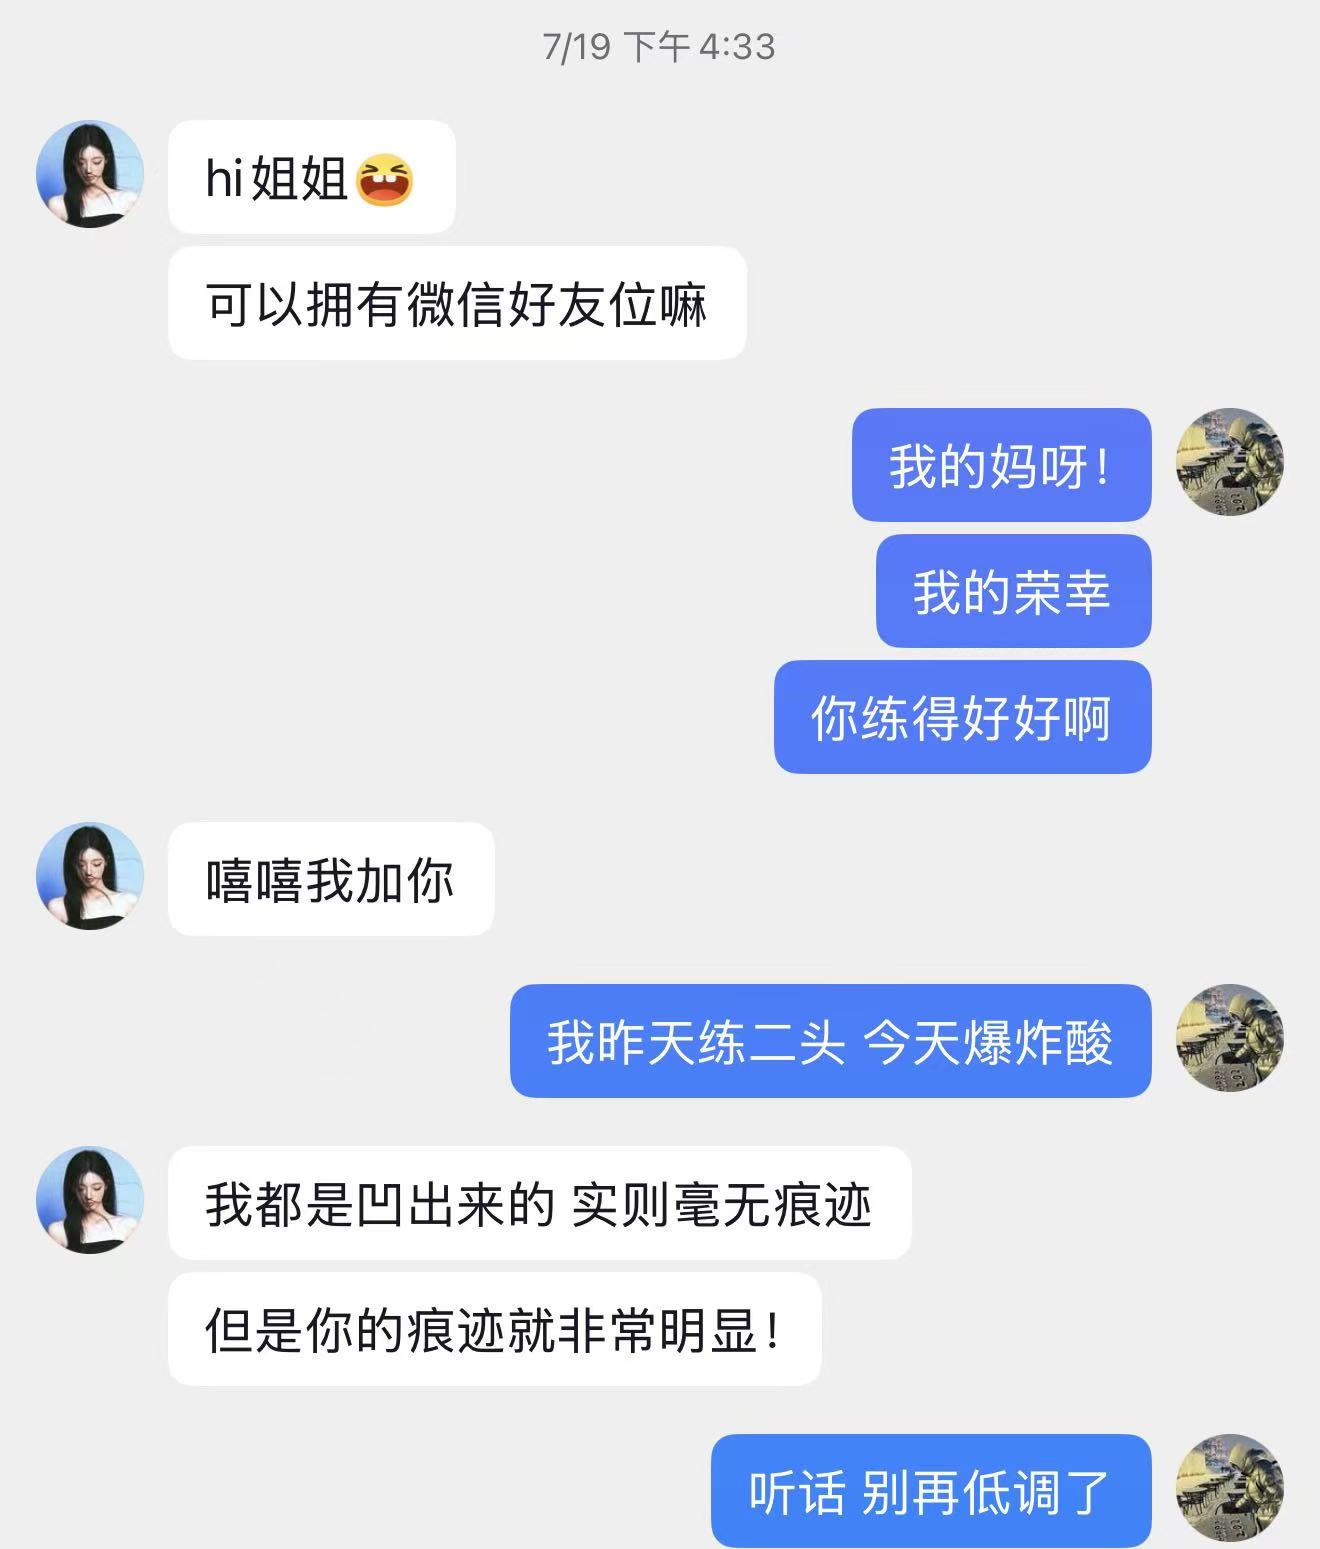 7/19 下午 4:33
hi姐姐😆
可以拥有微信好友位嘛
我的妈呀！
我的荣幸
你练得好好啊
嘻嘻我加你
我昨天练二头 今天爆炸酸
我都是凹出来的 实则毫无痕迹
但是你的痕迹就非常明显！
听话 别再低调了